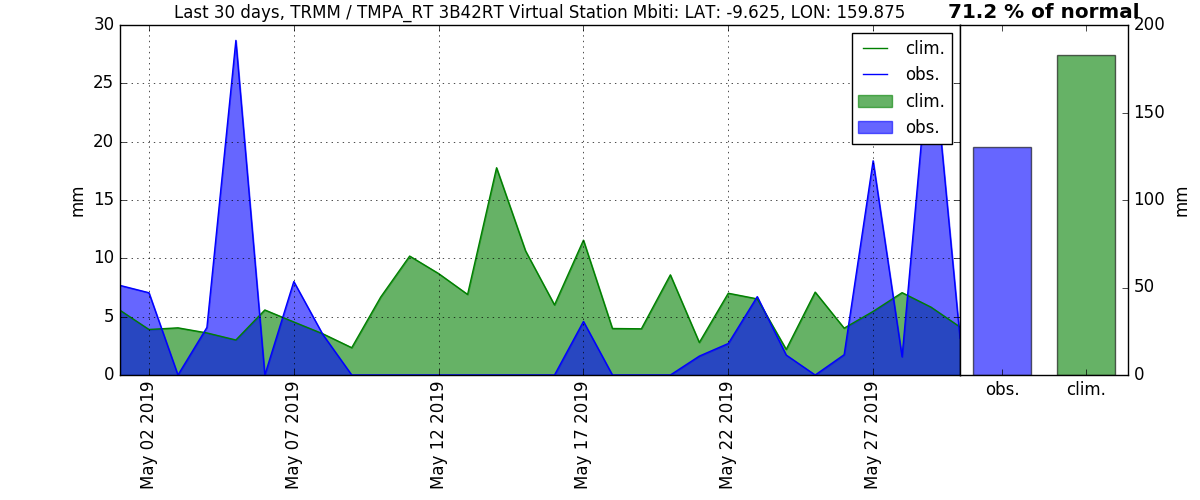 Last 30 days, TRMM / TMPA_RT 3B42RT Virtual Station Mbiti: LAT: -9.625, LON: 159.875
71.2 % of normal
30
25
20
15
10
5
0
mm
clim.
obs.
clim.
obs.
200
150
100
50
0
mm
May 02 2019
May 07 2019
May 12 2019
May 17 2019
May 22 2019
May 27 2019
obs.
clim.